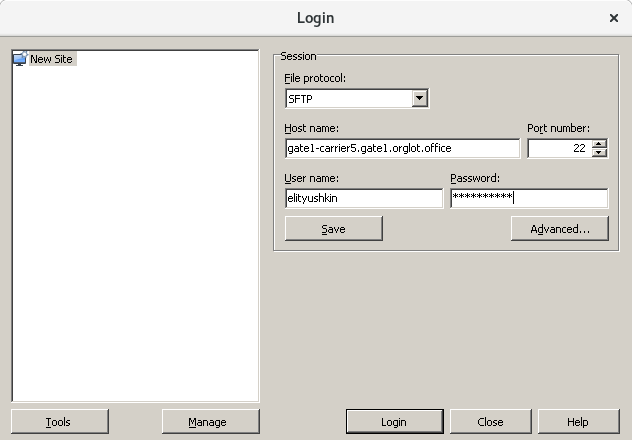 Login
New Site
Session
File protocol:
SFTP
Host name:
Port number:
gate1-carrier5.gate1.orglot.office
22
User name:
Password:
elityushkin
**********
Save
Advanced...
Tools
Manage
Login
Close
Help